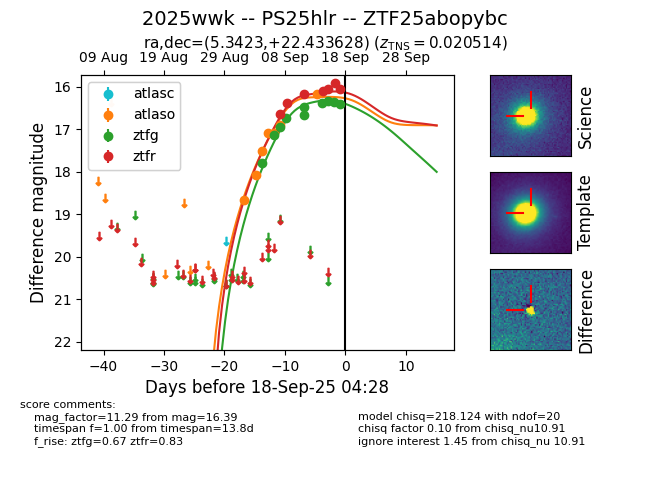 2025wwk -- PS25hlr -- ZTF25abopybc
ra,dec=(5.3423,+22.433628) (z_TNS = 0.020514)
09 Aug 19 Aug 29 Aug 08 Sep 18 Sep 28 Sep
atlasc
atlaso
ztfg
ztfr
16
17
18
19
20
21
22
Difference magnitude
−40 −30 −20 −10 0 10
Days before 18-Sep-25 04:28
Science
Template
Difference
score comments:
mag_factor=11.29 from mag=16.39
timespan f=1.00 from timespan=13.8d
f_rise: ztfg=0.67 ztfr=0.83
model chisq=218.124 with ndof=20
chisq factor 0.10 from chisq_nu10.91
ignore interest 1.45 from chisq_nu 10.91